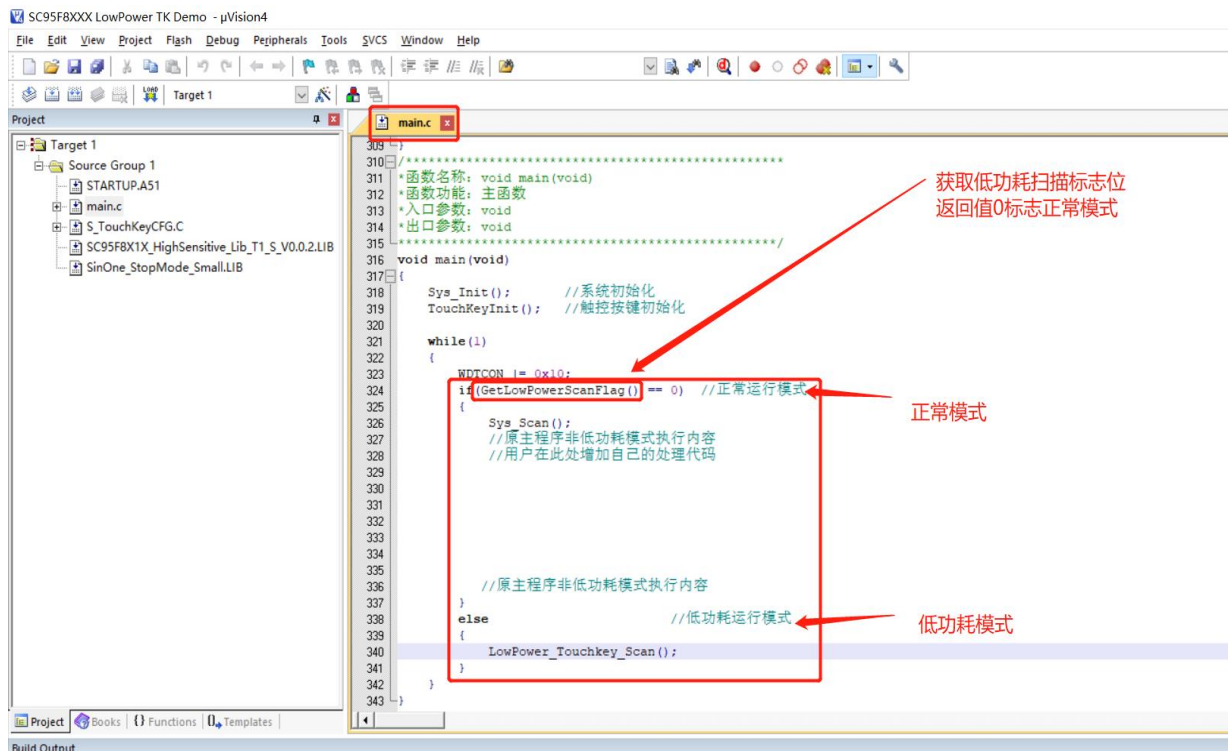 SC95F8XXX LowPower TK Demo - µVision4
File Edit View Project Flash Debug Peripherals Tools SVCS Window Help
LOAD Target 1
Project
main.c
Target 1
Source Group 1
STARTUP.A51
main.c
S_TouchKeyCFG.C
SC95F8X1X_HighSensitive_Lib_T1_S_V0.0.2.LIB
SinOne_StopMode_Small.LIB
309 }
310 /**************************************************
311 *函数名称：void main(void)
312 *函数功能：主函数
313 *入口参数：void
314 *出口参数：void
315 **************************************************/
316 void main(void)
317 {
318 Sys_Init(); //系统初始化
319 TouchKeyInit(); //触控按键初始化
320
321 while(1)
322 {
323 WDTCON |= 0x10;
324 if(GetLowPowerScanFlag() == 0) //正常运行模式
325 {
326 Sys_Scan();
327 //原主程序非低功耗模式执行内容
328 //用户在此处增加自己的处理代码
329
330
331
332
333
334
335
336 //原主程序非低功耗模式执行内容
337 }
338 else //低功耗运行模式
339 {
340 LowPower_Touchkey_Scan();
341 }
342 }
343 }
获取低功耗扫描标志位
返回值0标志正常模式
正常模式
低功耗模式
Project Books {} Functions 0 Templates
Build Output